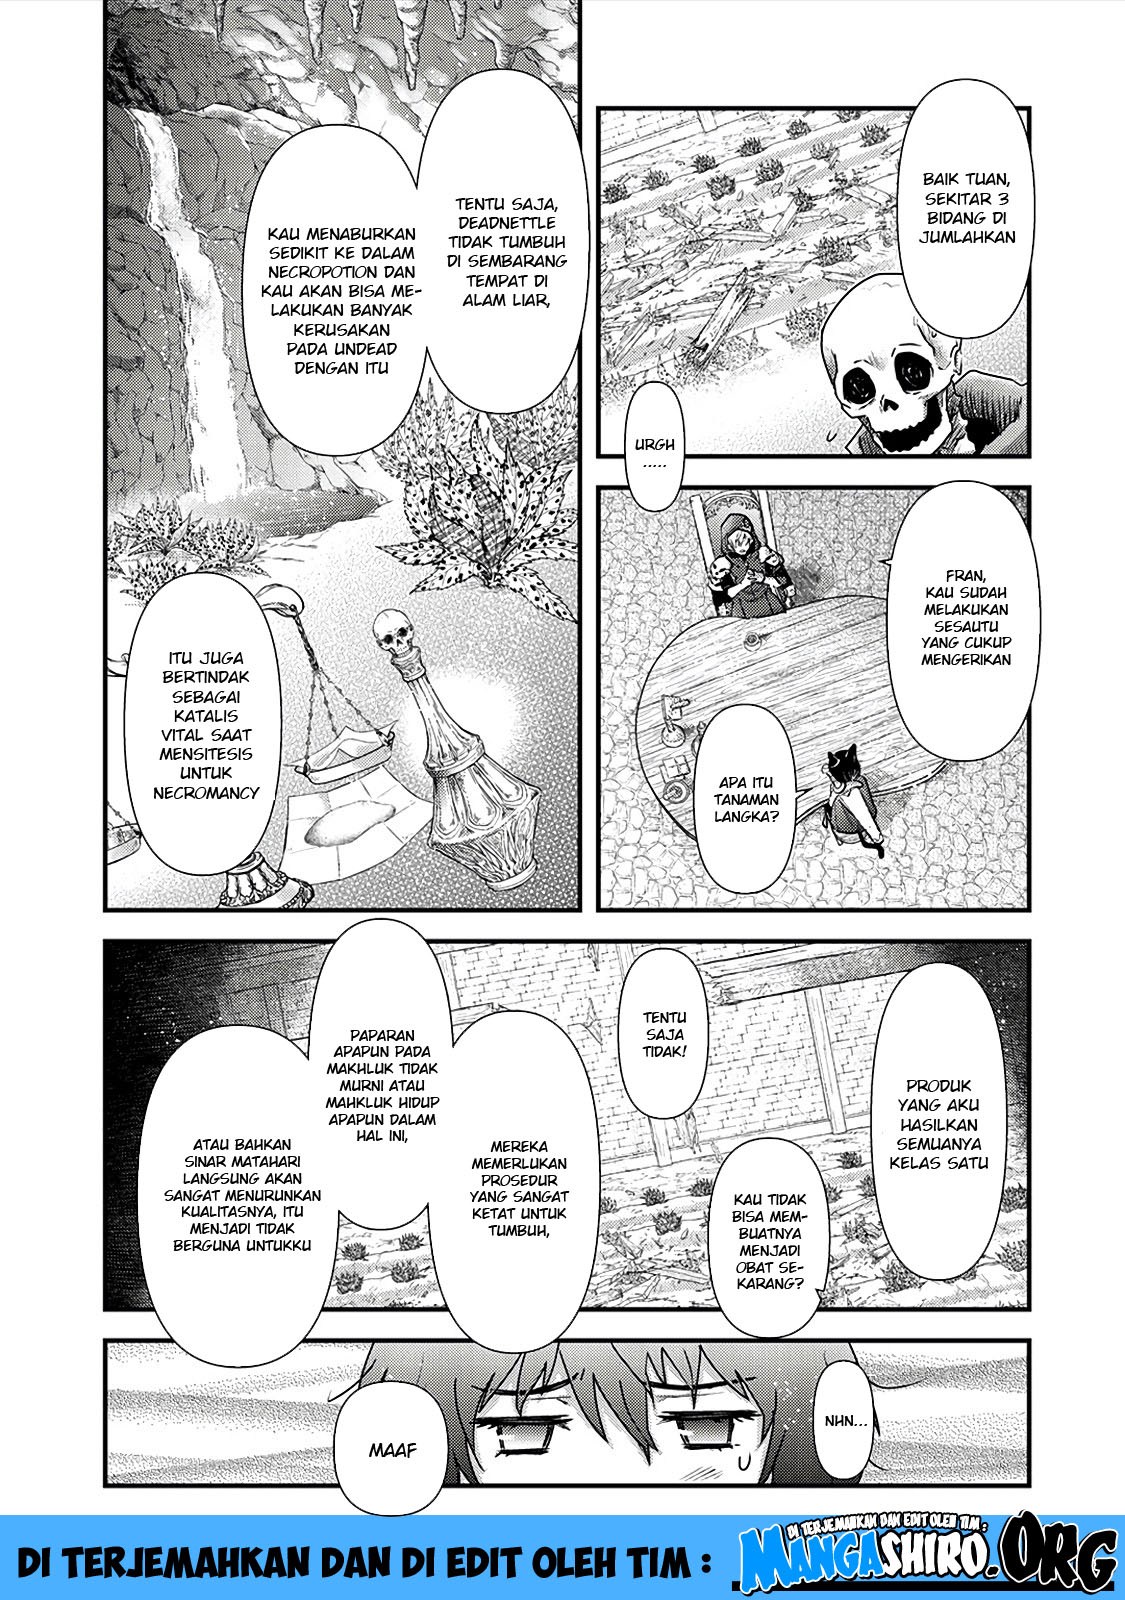 BAIK TUAN,
SEKITAR 3
BIDANG DI
JUMLAHKAN
URGH
.....
FRAN,
KAU SUDAH
MELAKUKAN
SESAUTU
YANG CUKUP
MENGERIKAN
APA ITU
TANAMAN
LANGKA?
TENTU SAJA,
DEADNETTLE
TIDAK TUMBUH
DI SEMBARANG
TEMPAT DI
ALAM LIAR,
KAU MENABURKAN
SEDIKIT KE DALAM
NECROPOTION DAN
KAU AKAN BISA ME-
LAKUKAN BANYAK
KERUSAKAN
PADA UNDEAD
DENGAN ITU
ITU JUGA
BERTINDAK
SEBAGAI
KATALIS
VITAL SAAT
MENSITESIS
UNTUK
NECROMANCY
PRODUK
YANG AKU
HASILKAN
SEMUANYA
KELAS SATU
KAU TIDAK
BISA MEM-
BUATNYA
MENJADI
OBAT SE-
KARANG?
TENTU
SAJA
TIDAK!
MEREKA
MEMERLUKAN
PROSEDUR
YANG SANGAT
KETAT UNTUK
TUMBUH,
PAPARAN
APAPUN PADA
MAKHLUK TIDAK
MURNI ATAU
MAHKLUK HIDUP
APAPUN DALAM
HAL INI,
ATAU BAHKAN
SINAR MATAHARI
LANGSUNG AKAN
SANGAT MENURUNKAN
KUALITASNYA, ITU
MENJADI TIDAK
BERGUNA UNTUKKU
NHN...
MAAF
DI TERJEMAHKAN DAN DI EDIT OLEH TIM :
DI TERJEMAHKAN DAN EDIT OLEH TIM :
MANGASHIRO.ORG